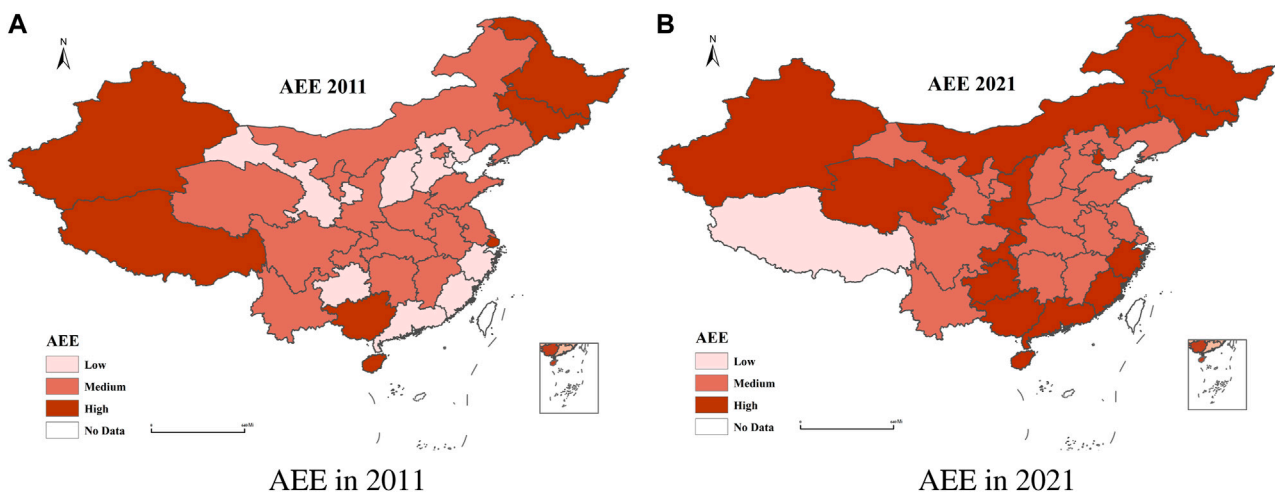 A
N
AEE 2011
AEE
Low
Medium
High
No Data
AEE in 2011
B
N
AEE 2021
AEE
Low
Medium
High
No Data
AEE in 2021